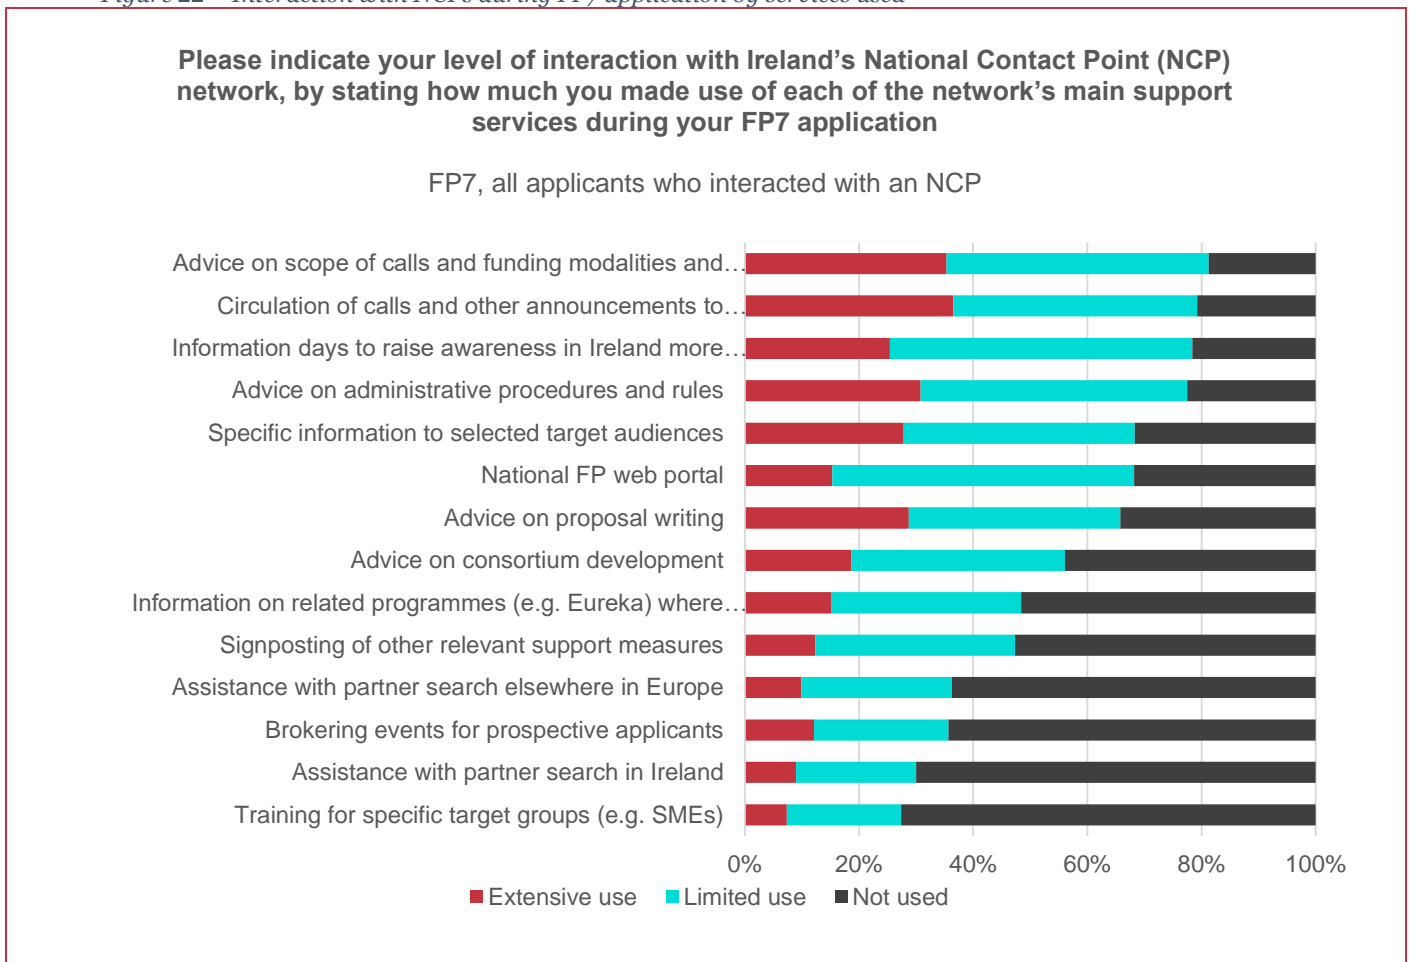 Please indicate your level of interaction with Ireland's National Contact Point (NCP)
network, by stating how much you made use of each of the network's main support
services during your FP7 application
FP7, all applicants who interacted with an NCP
Advice on scope of calls and funding modalities and…
Circulation of calls and other announcements to…
Information days to raise awareness in Ireland more…
Advice on administrative procedures and rules
Specific information to selected target audiences
National FP web portal
Advice on proposal writing
Advice on consortium development
Information on related programmes (e.g. Eureka) where…
Signposting of other relevant support measures
Assistance with partner search elsewhere in Europe
Brokering events for prospective applicants
Assistance with partner search in Ireland
Training for specific target groups (e.g. SMEs)
0% 20% 40% 60% 80% 100%
Extensive use Limited use Not used